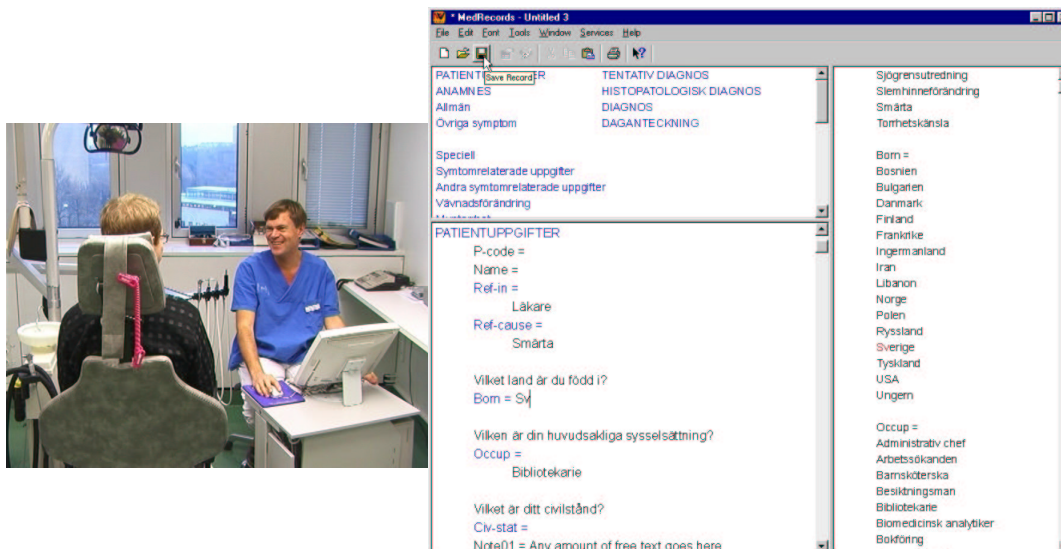 * MedRecords - Untitled 3
File Edit Font Tools Window Services Help
Save Record
TENTATIV DIAGNOS
ANAMNES HISTOPATOLOGISK DIAGNOS
Allmän DIAGNOS
Övriga symptom DAGANTECKNING
Speciell
Symtomrelaterade uppgifter
Andra symtomrelaterade uppgifter
Vävnadsförändring
PATIENTUPPGIFTER
P-code =
Name =
Ref-in =
Läkare
Ref-cause =
Smärta
Vilket land är du född i?
Born = Sv
Vilken är din huvudsakliga sysselsättning?
Occup =
Bibliotekarie
Vilket är ditt civilstånd?
Civ-stat =
Note01 = Any amount of free text goes here
Sjögrensutredning
Slemhinneförändring
Smärta
Torrhetskänsla
Born =
Bosnien
Bulgarien
Danmark
Finland
Frankrike
Ingermanland
Iran
Libanon
Norge
Polen
Ryssland
Sverige
Tyskland
USA
Ungern
Occup =
Administrativ chef
Arbetssökanden
Barnsköterska
Besiktningsman
Bibliotekarie
Biomedicinsk analytiker
Bokföring